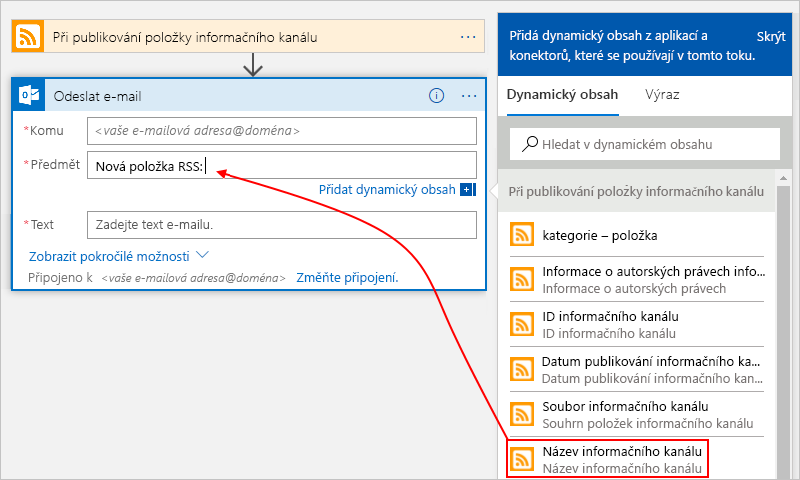 Při publikování položky informačního kanálu
Odeslat e-mail
*Komu
<vaše e-mailová adresa@doména>
*Předmět
Nová položka RSS:
Přidat dynamický obsah
*Text
Zadejte text e-mailu.
Zobrazit pokročilé možnosti
Připojeno k <vaše e-mailová adresa@doména> Změňte připojení.
Přidá dynamický obsah z aplikací a
konektorů, které se používají v tomto toku.
Skrýt
Dynamický obsah
Výraz
Hledat v dynamickém obsahu
Při publikování položky informačního kanálu
kategorie – položka
Informace o autorských právech info...
Informace o autorských právech
ID informačního kanálu
ID informačního kanálu
Datum publikování informačního ka...
Datum publikování informačního kan...
Soubor informačního kanálu
Souhrn položek informačního kanálu
Název informačního kanálu
Název informačního kanálu